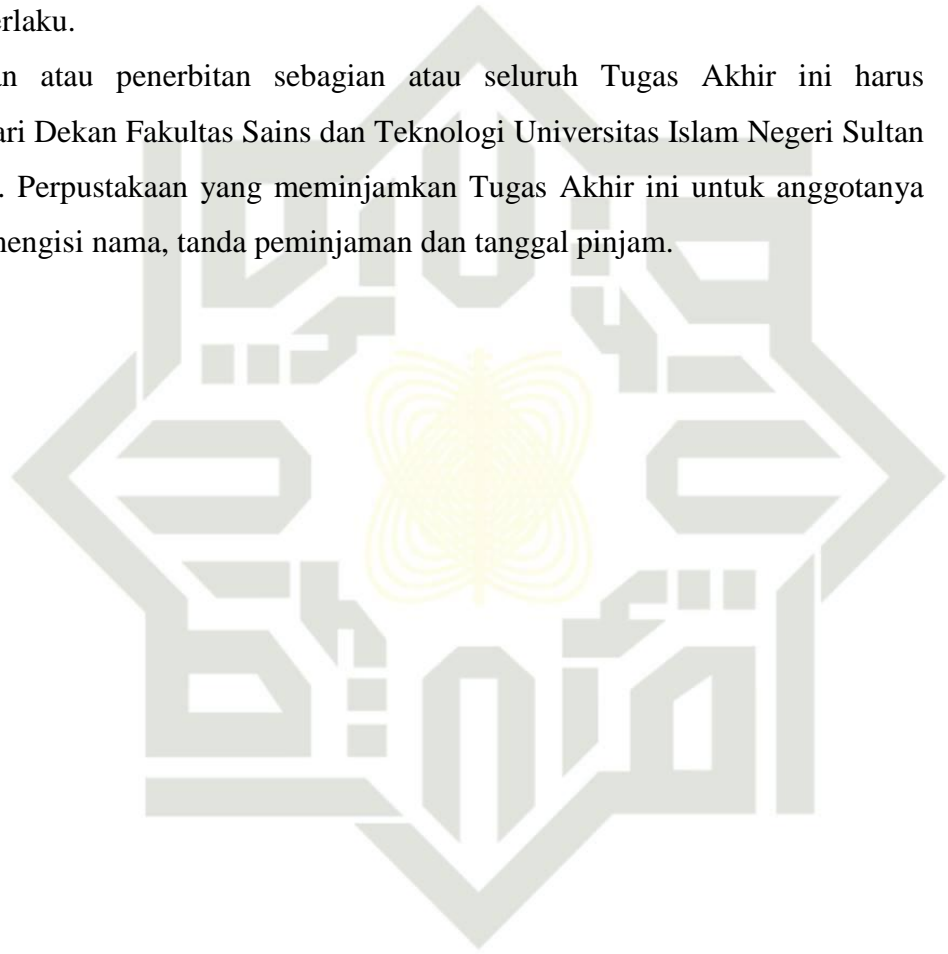 erlaku.
an atau penerbitan sebagian atau seluruh Tugas Akhir ini harus
ari Dekan Fakultas Sains dan Teknologi Universitas Islam Negeri Sultan
. Perpustakaan yang meminjamkan Tugas Akhir ini untuk anggotanya
mengisi nama, tanda peminjaman dan tanggal pinjam.